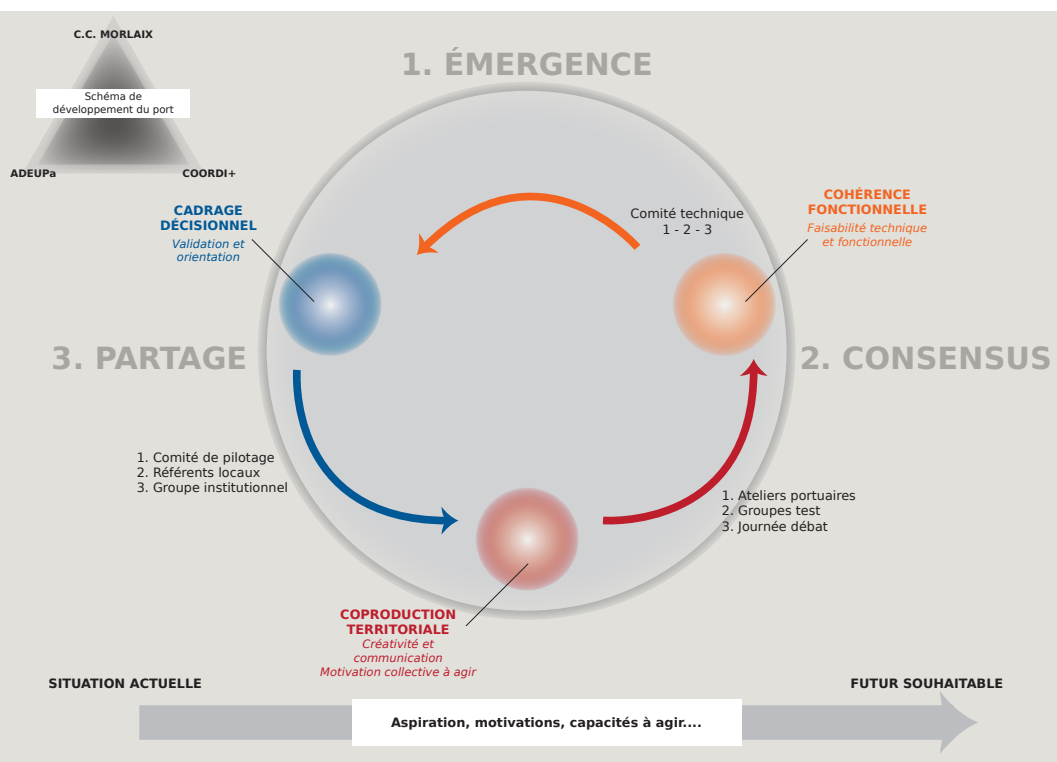 C.C. MORLAIX
Schéma de
développement du port
ADEUPa
COORDI+
1. ÉMERGENCE
CADRAGE
DÉCISIONNEL
Validation et
orientation
Comité technique
1 - 2 - 3
COHÉRENCE
FONCTIONNELLE
Faisabilité technique
et fonctionnelle
3. PARTAGE
2. CONSENSUS
1. Comité de pilotage
2. Référents locaux
3. Groupe institutionnel
1. Ateliers portuaires
2. Groupes test
3. Journée débat
COPRODUCTION
TERRITORIALE
Créativité et
communication
Motivation collective à agir
SITUATION ACTUELLE
FUTUR SOUHAITABLE
Aspiration, motivations, capacités à agir....